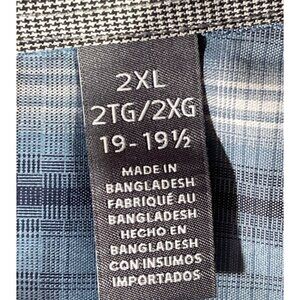 2XL
2TG/2XG
19-19½
MADE IN
BANGLADESH
FABRIQUÉ AU
BANGLADESH
HECHO EN
BANGLADESH
CON INSUMOS
IMPORTADOS